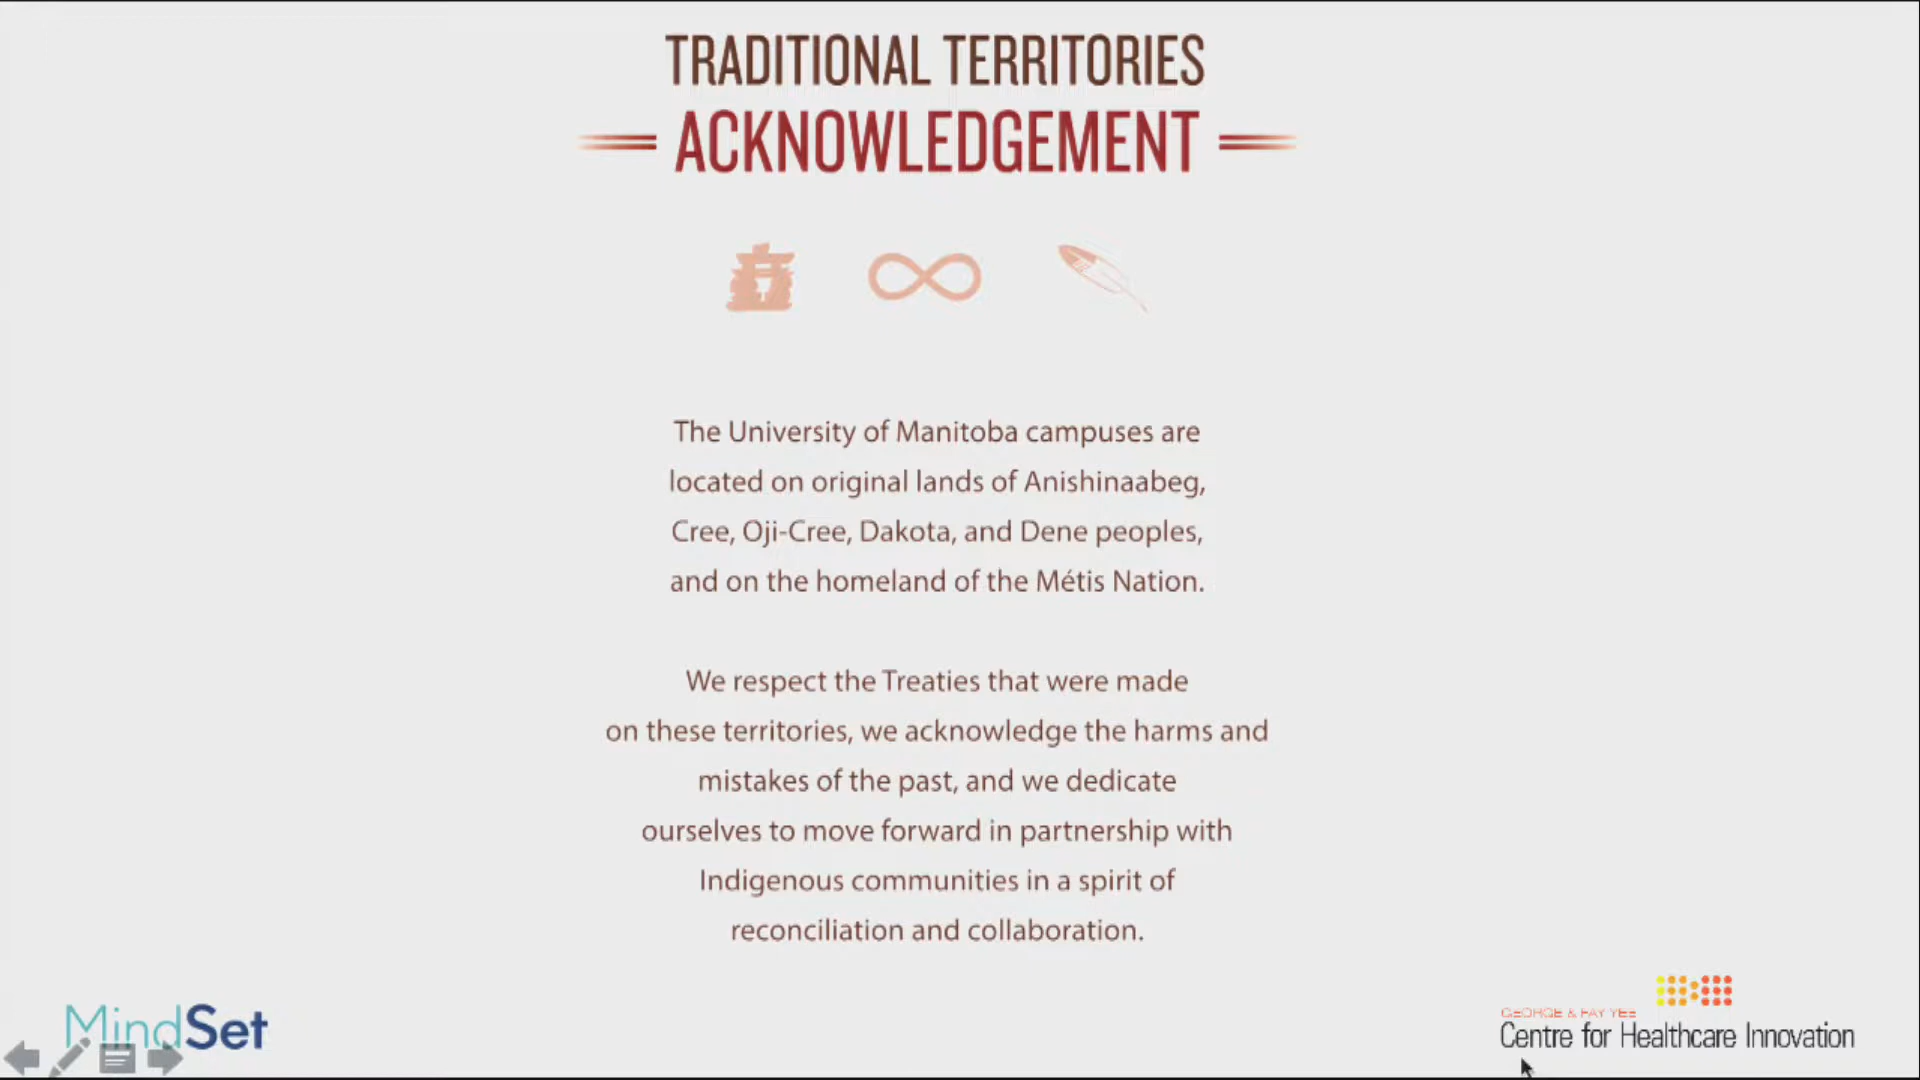 TRADITIONAL TERRITORIES
ACKNOWLEDGEMENT
The University of Manitoba campuses are
located on original lands of Anishinaabeg,
Cree, Oji-Cree, Dakota, and Dene peoples,
and on the homeland of the Métis Nation.
We respect the Treaties that were made
on these territories, we acknowledge the harms and
mistakes of the past, and we dedicate
ourselves to move forward in partnership with
Indigenous communities in a spirit of
reconciliation and collaboration.
MindSet
GEORGE & FAY YEE
Centre for Healthcare Innovation